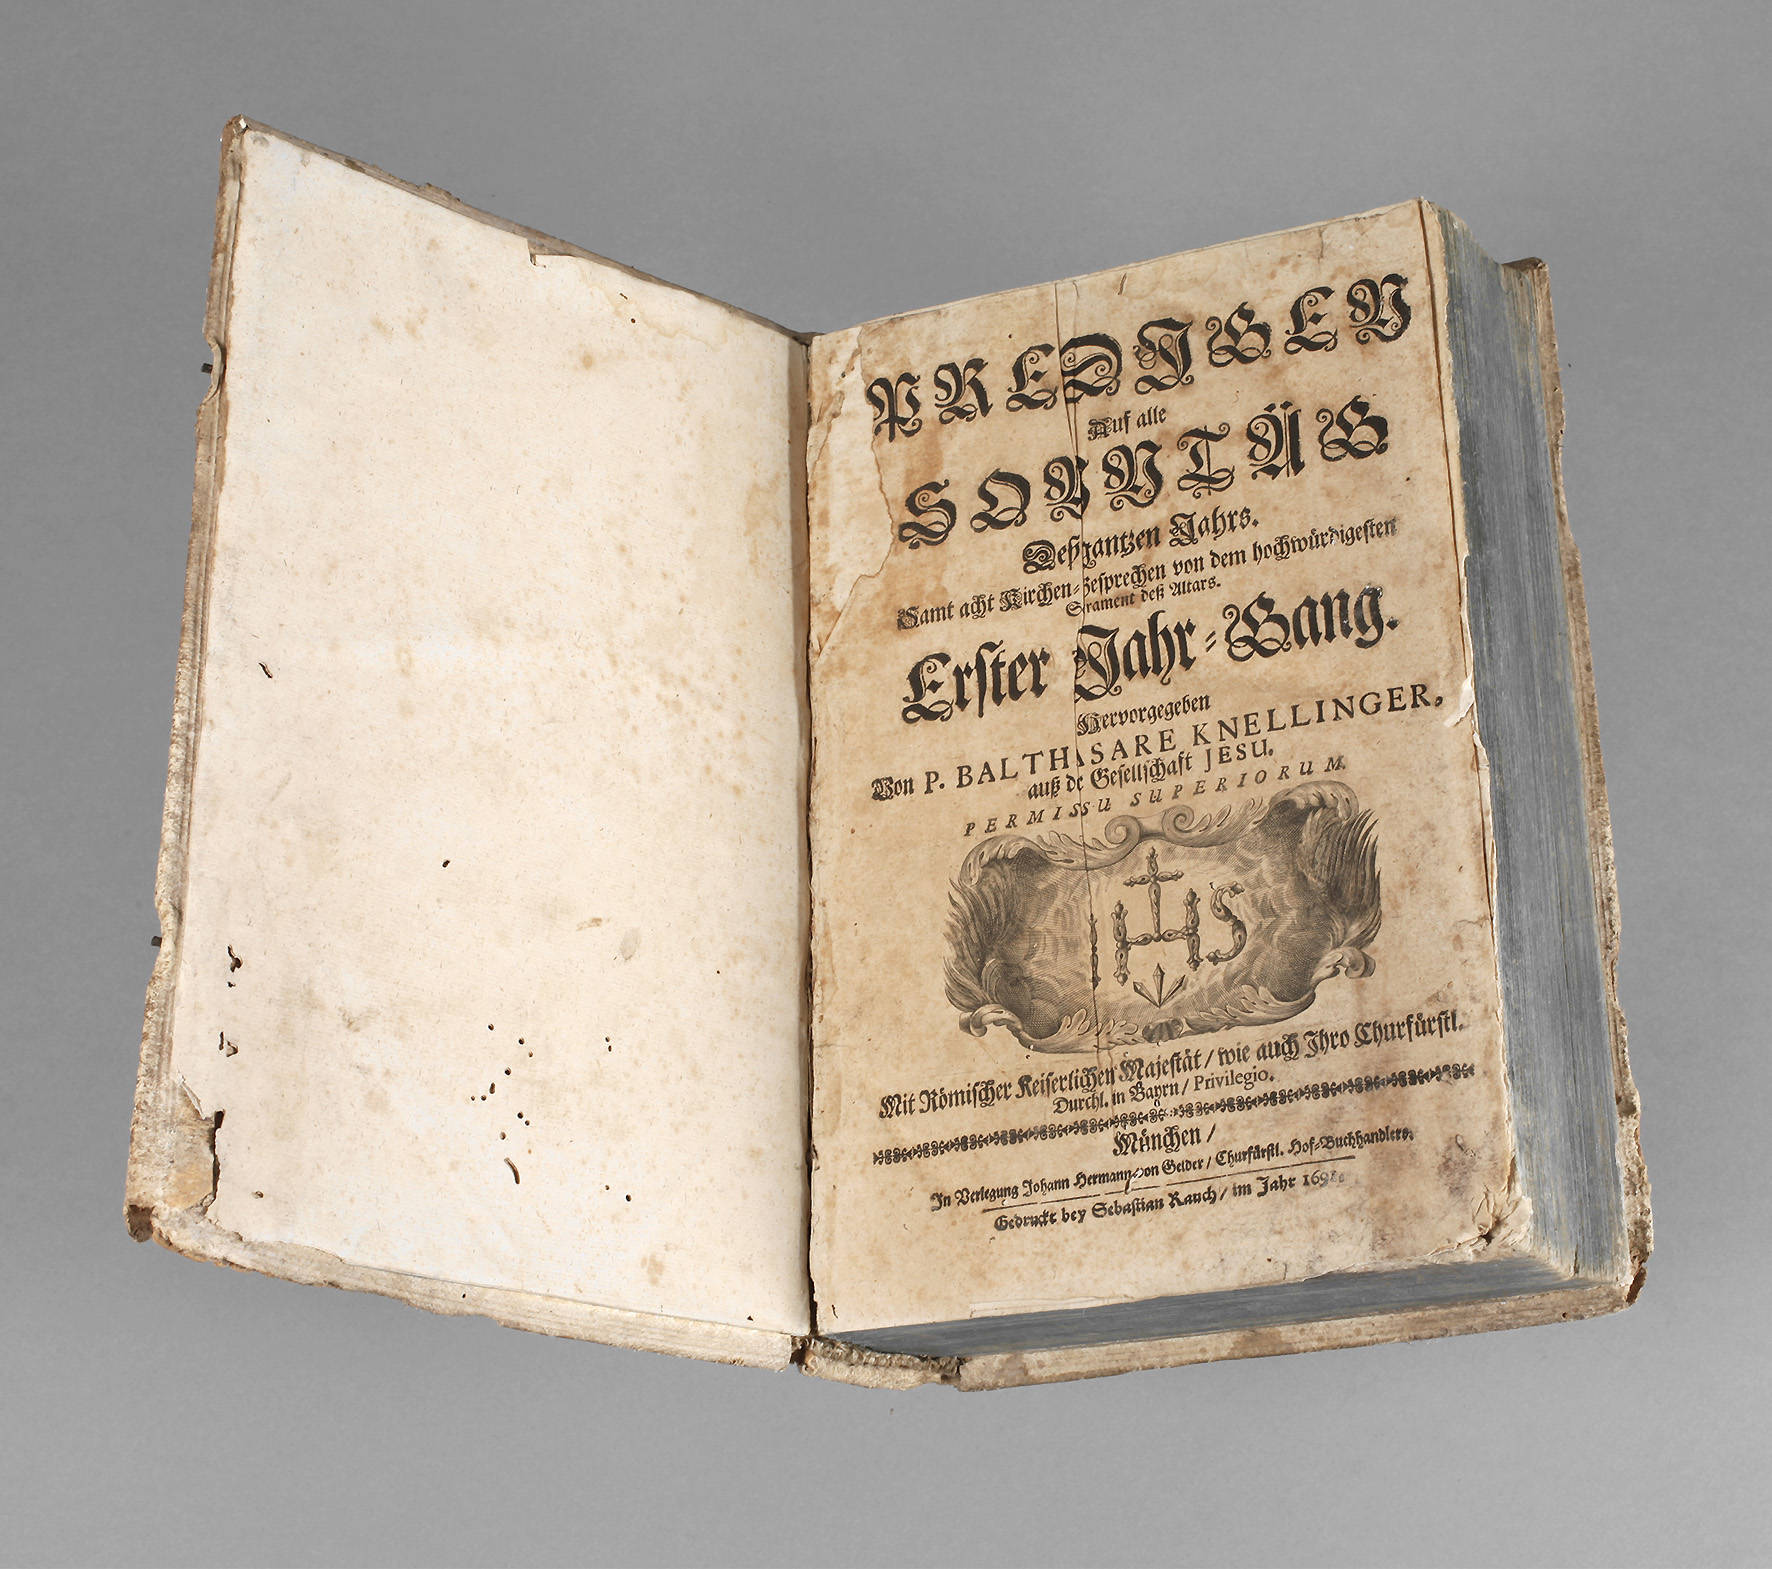 PREDIGEN
Auf alle
SONNTÄG
Deß gantzen Jahrs.
Samt acht Kirchen-gesprechen von dem hochwürdigesten
deß Altars.
Erster Jahr-Gang.
Hervorgegeben
Von P. BALTHASARE KNELLINGER,
auß de Gesellschaft JESU.
PERMISSU SUPERIORUM.
IHS
Mit Römischer Keiserlichen Majestät / wie auch Ihro Churfürstl.
Durchl. in Bayrn / Privilegio.
München /
In Verlegung Johann Hermann von Gelder / Churfürstl. Hof-Buchhandlers.
Gedruckt bey Sebastian Rauch / im Jahr